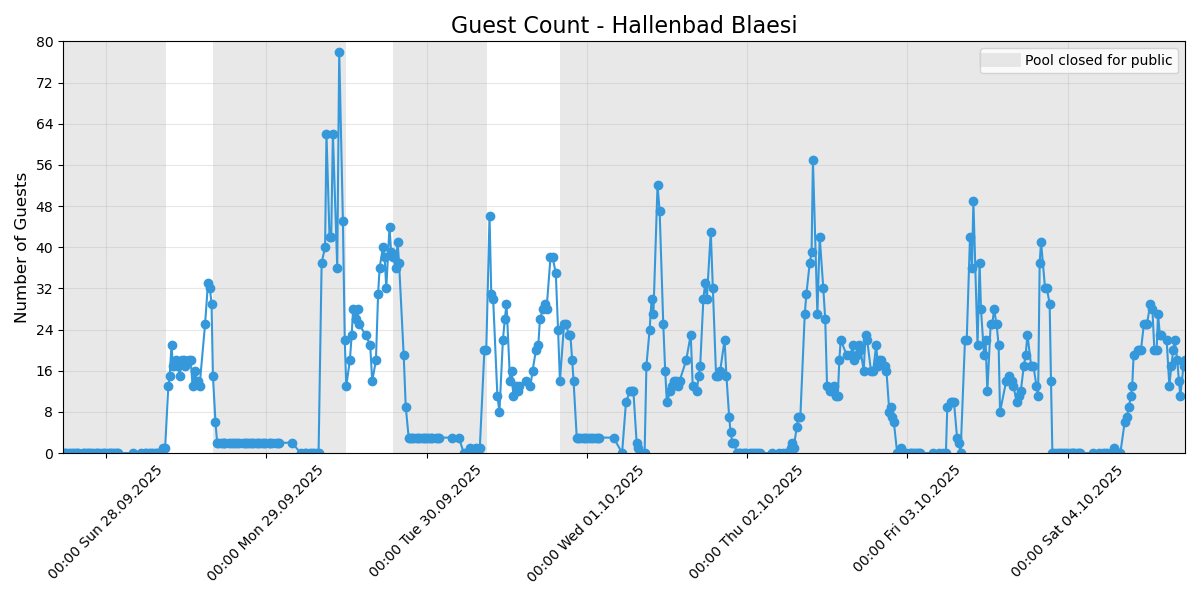 Guest Count - Hallenbad Blaesi
Pool closed for public
Number of Guests
80
72
64
56
48
40
32
24
16
8
0
00:00 Sun 28.09.2025
00:00 Mon 29.09.2025
00:00 Tue 30.09.2025
00:00 Wed 01.10.2025
00:00 Thu 02.10.2025
00:00 Fri 03.10.2025
00:00 Sat 04.10.2025